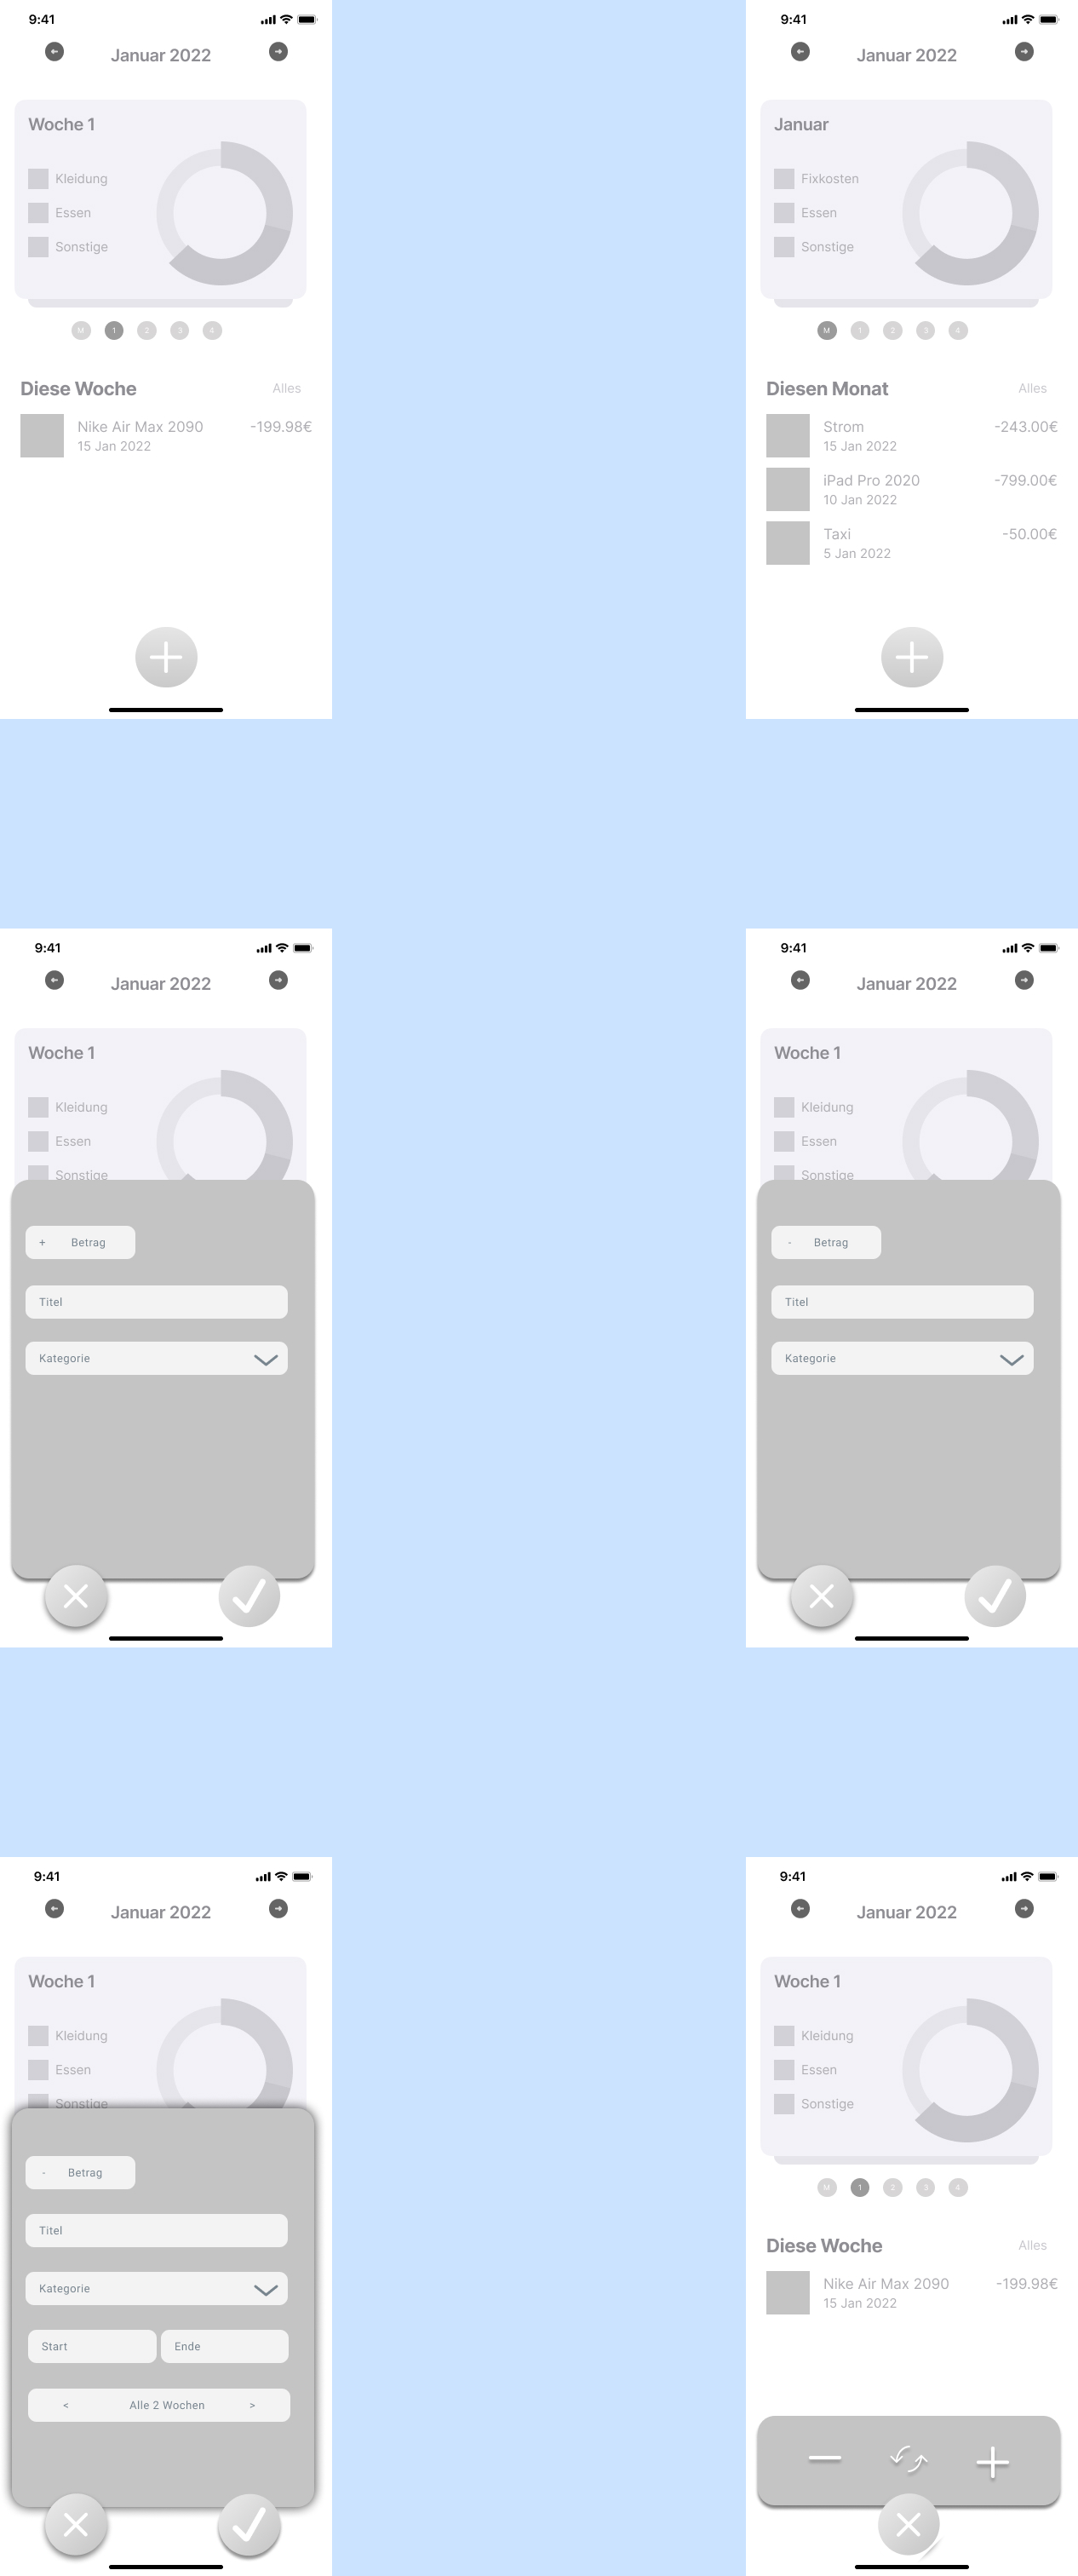 9:41
Januar 2022
Woche 1
Kleidung
Essen
Sonstige
M 1 2 3 4
Diese Woche Alles
Nike Air Max 2090 -199.98€
15 Jan 2022
9:41
Januar 2022
Januar
Fixkosten
Essen
Sonstige
M 1 2 3 4
Diesen Monat Alles
Strom -243.00€
15 Jan 2022
iPad Pro 2020 -799.00€
10 Jan 2022
Taxi -50.00€
5 Jan 2022
9:41
Januar 2022
Woche 1
Kleidung
Essen
Sonstige
+ Betrag
Titel
Kategorie
9:41
Januar 2022
Woche 1
Kleidung
Essen
Sonstige
- Betrag
Titel
Kategorie
9:41
Januar 2022
Woche 1
Kleidung
Essen
Sonstige
- Betrag
Titel
Kategorie
Start Ende
< Alle 2 Wochen >
9:41
Januar 2022
Woche 1
Kleidung
Essen
Sonstige
M 1 2 3 4
Diese Woche Alles
Nike Air Max 2090 -199.98€
15 Jan 2022